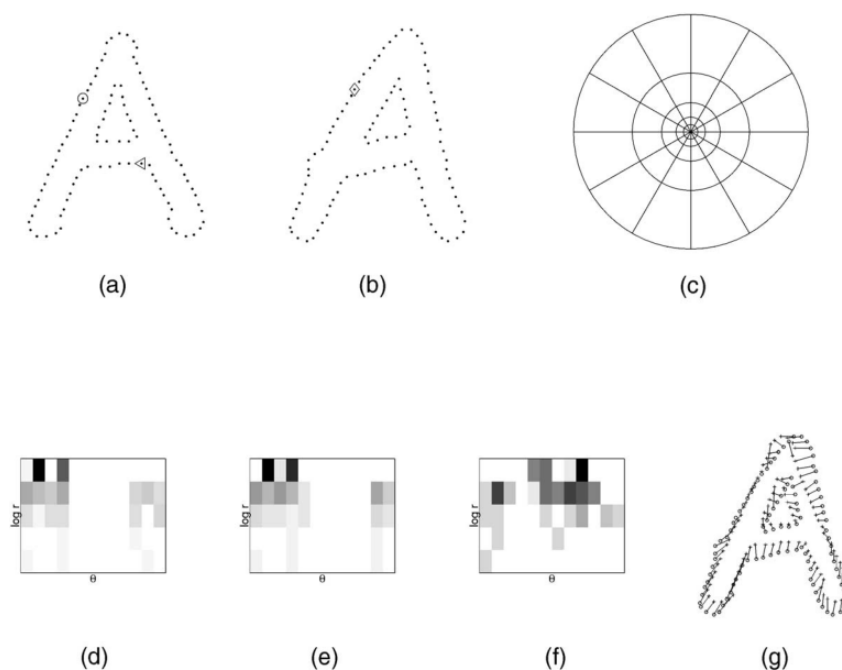 (a) (b) (c)
log r log r log r
θ θ θ
(d) (e) (f) (g)